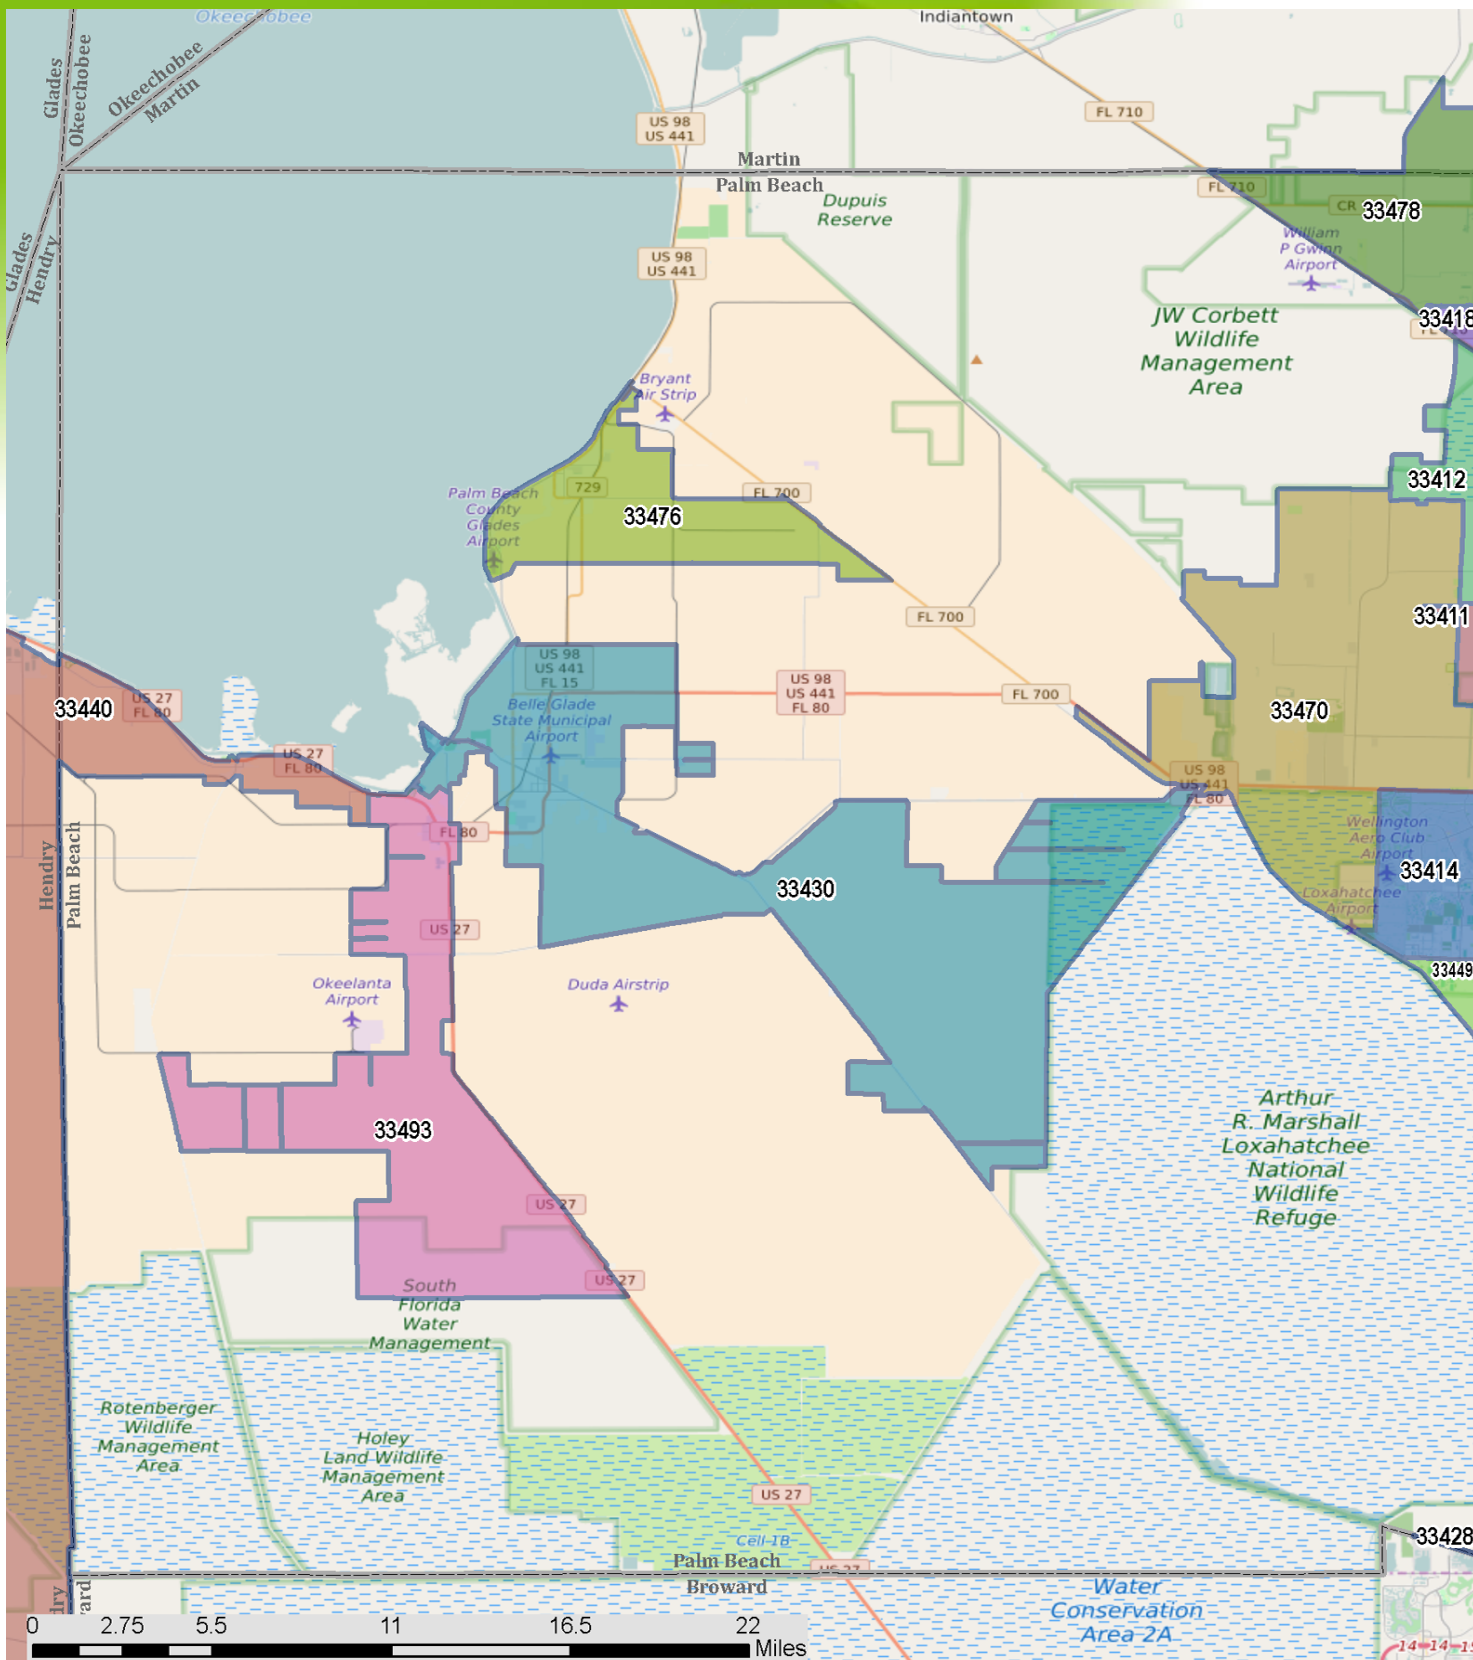 Okeechobee
Indiantown
Glades
Okeechobee
Okeechobee
Martin
US 98
US 441
FL 710
Martin
Palm Beach
FL 710
CR
33478
Dupuis
Reserve
Glades
Hendry
US 98
US 441
William
P Gwinn
Airport
JW Corbett
Wildlife
Management
Area
33418
Bryant
Air Strip
729
Palm Beach
County
Glades
Airport
33476
FL 700
33412
FL 700
33411
33440
US 27
FL 80
US 98
US 441
FL 15
US 98
US 441
FL 80
FL 700
33470
Belle Glade
State Municipal
Airport
US 27
FL 80
US 98
US 441
FL 80
FL 80
Wellington
Aero Club
Airport
33414
Hendry
Palm Beach
33430
Loxahatchee
Airport
US 27
33449
Okeelanta
Airport
Duda Airstrip
33493
Arthur
R. Marshall
Loxahatchee
National
Wildlife
Refuge
US 27
US 27
South
Florida
Water
Management
Rotenberger
Wildlife
Management
Area
Holey
Land Wildlife
Management
Area
US 27
Cell 1B
33428
Palm Beach
Broward
US 27
Water
Conservation
Area 2A
0 2.75 5.5 11 16.5 22
Miles